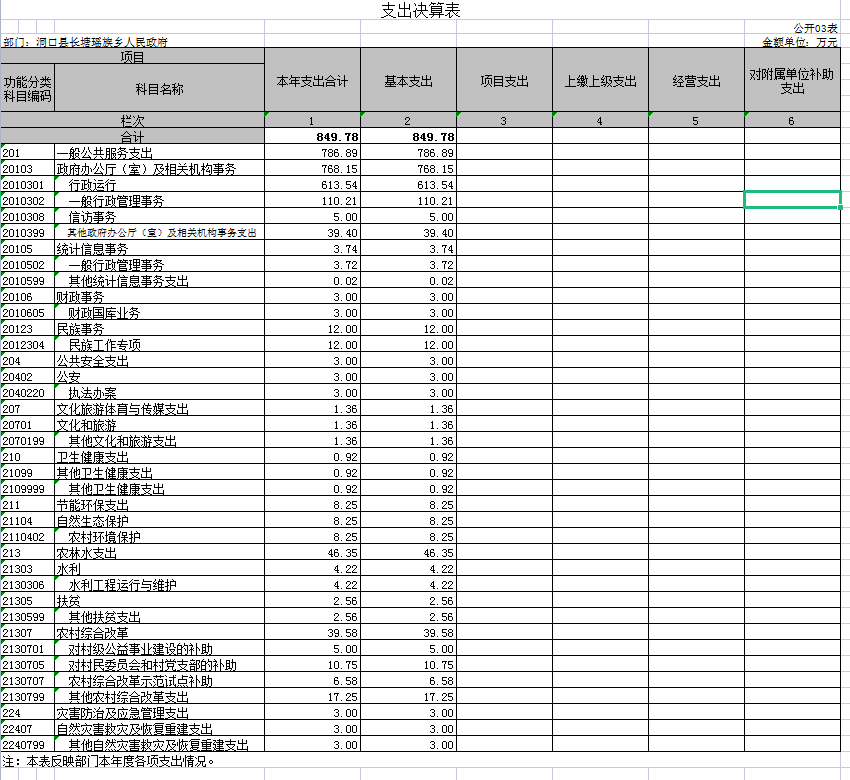 支出决算表
公开03表
部门：洞口县长塘瑶族乡人民政府 金额单位：万元
项目 本年支出合计 基本支出 项目支出 上缴上级支出 经营支出 对附属单位补助支出
功能分类科目编码 科目名称
栏次 1 2 3 4 5 6
合计 849.78 849.78
201 一般公共服务支出 786.89 786.89
20103 政府办公厅（室）及相关机构事务 768.15 768.15
2010301 行政运行 613.54 613.54
2010302 一般行政管理事务 110.21 110.21
2010308 信访事务 5.00 5.00
2010399 其他政府办公厅（室）及相关机构事务支出 39.40 39.40
20105 统计信息事务 3.74 3.74
2010502 一般行政管理事务 3.72 3.72
2010599 其他统计信息事务支出 0.02 0.02
20106 财政事务 3.00 3.00
2010605 财政国库业务 3.00 3.00
20123 民族事务 12.00 12.00
2012304 民族工作专项 12.00 12.00
204 公共安全支出 3.00 3.00
20402 公安 3.00 3.00
2040220 执法办案 3.00 3.00
207 文化旅游体育与传媒支出 1.36 1.36
20701 文化和旅游 1.36 1.36
2070199 其他文化和旅游支出 1.36 1.36
210 卫生健康支出 0.92 0.92
21099 其他卫生健康支出 0.92 0.92
2109999 其他卫生健康支出 0.92 0.92
211 节能环保支出 8.25 8.25
21104 自然生态保护 8.25 8.25
2110402 农村环境保护 8.25 8.25
213 农林水支出 46.35 46.35
21303 水利 4.22 4.22
2130306 水利工程运行与维护 4.22 4.22
21305 扶贫 2.56 2.56
2130599 其他扶贫支出 2.56 2.56
21307 农村综合改革 39.58 39.58
2130701 对村级公益事业建设的补助 5.00 5.00
2130705 对村民委员会和村党支部的补助 10.75 10.75
2130707 农村综合改革示范试点补助 6.58 6.58
2130799 其他农村综合改革支出 17.25 17.25
224 灾害防治及应急管理支出 3.00 3.00
22407 自然灾害救灾及恢复重建支出 3.00 3.00
2240799 其他自然灾害救灾及恢复重建支出 3.00 3.00
注：本表反映部门本年度各项支出情况。